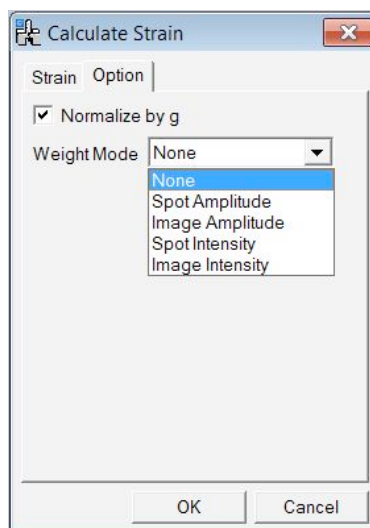 Calculate Strain
Strain Option
Normalize by g
Weight Mode None
None
Spot Amplitude
Image Amplitude
Spot Intensity
Image Intensity
OK Cancel